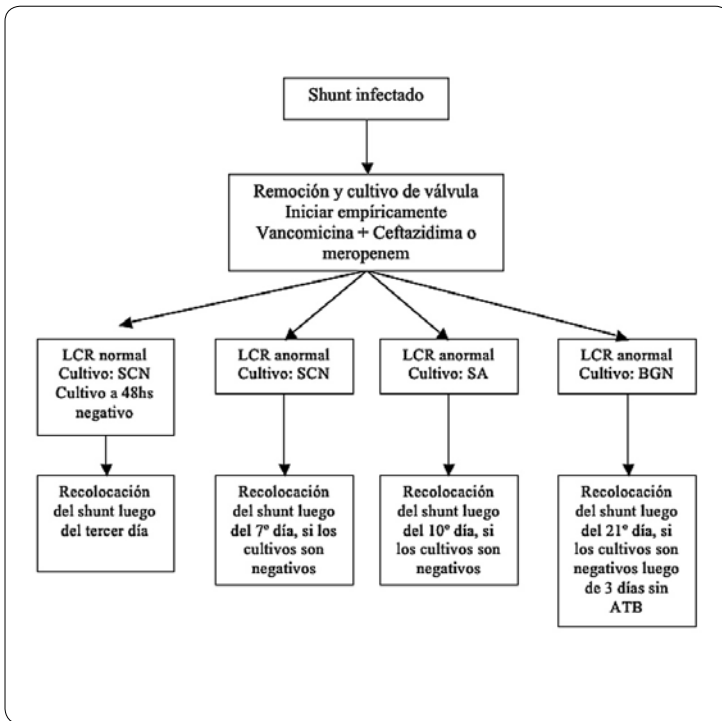 Shunt infectado
Remoción y cultivo de válvula
Iniciar empíricamente
Vancomicina + Ceftazidima o
meropenem
LCR normal
Cultivo: SCN
Cultivo a 48hs
negativo
LCR anormal
Cultivo: SCN
LCR anormal
Cultivo: SA
LCR anormal
Cultivo: BGN
Recolocación
del shunt luego
del tercer día
Recolocación
del shunt luego
del 7º día, si los
cultivos son
negativos
Recolocación
del shunt luego
del 10º día, si
los cultivos son
negativos
Recolocación
del shunt luego
del 21º día, si
los cultivos son
negativos luego
de 3 días sin
ATB